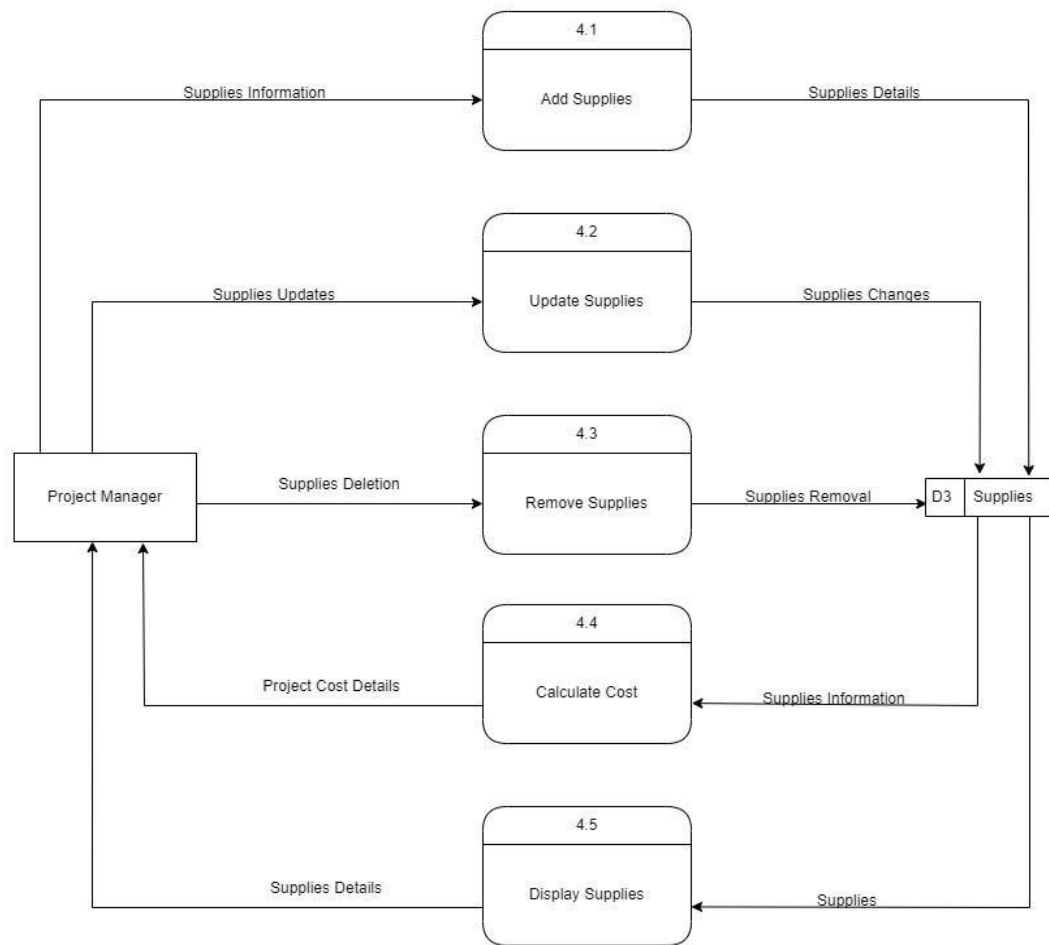 4.1
Supplies Information
Add Supplies
Supplies Details
4.2
Supplies Updates
Update Supplies
Supplies Changes
4.3
Supplies Deletion
Project Manager
Remove Supplies
Supplies Removal
D3
Supplies
4.4
Project Cost Details
Calculate Cost
Supplies Information
4.5
Supplies Details
Display Supplies
Supplies